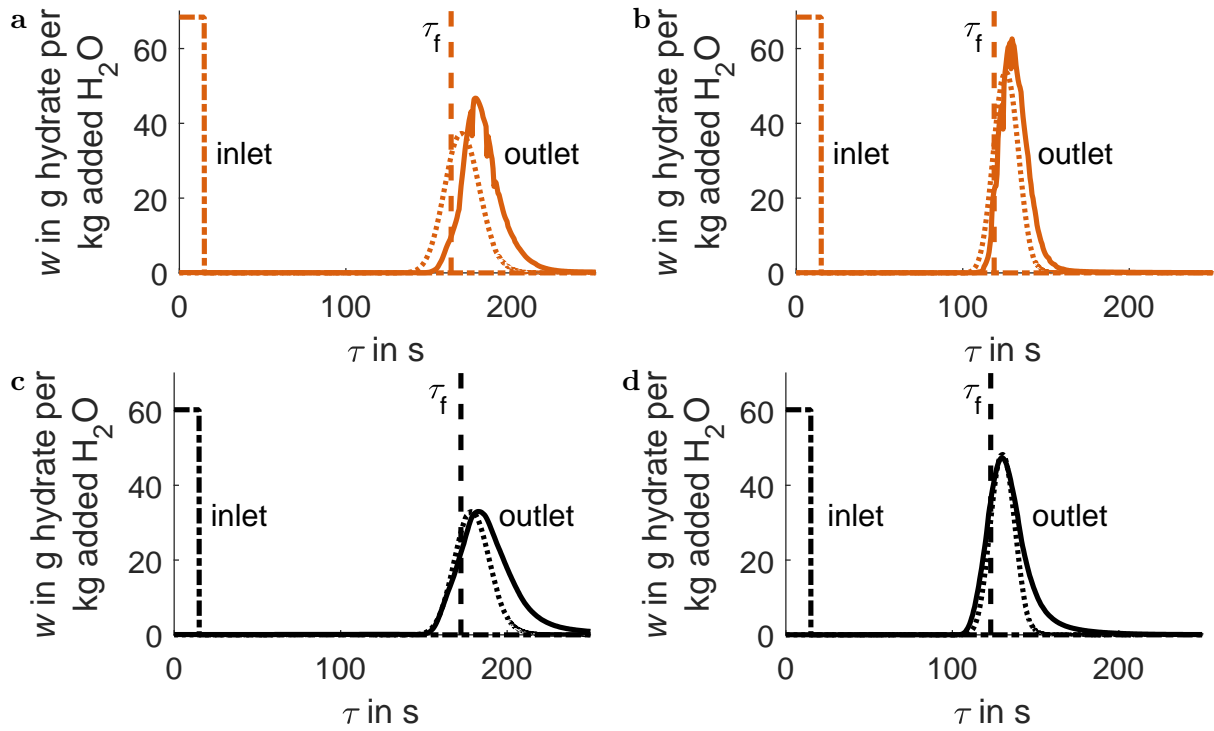 a
w in g hydrate per
kg added H₂O
60
40
20
0
τf
inlet
outlet
0
100
200
τ in s
b
w in g hydrate per
kg added H₂O
60
40
20
0
τf
inlet
outlet
0
100
200
τ in s
c
w in g hydrate per
kg added H₂O
60
40
20
0
τf
inlet
outlet
0
100
200
τ in s
d
w in g hydrate per
kg added H₂O
60
40
20
0
τf
inlet
outlet
0
100
200
τ in s